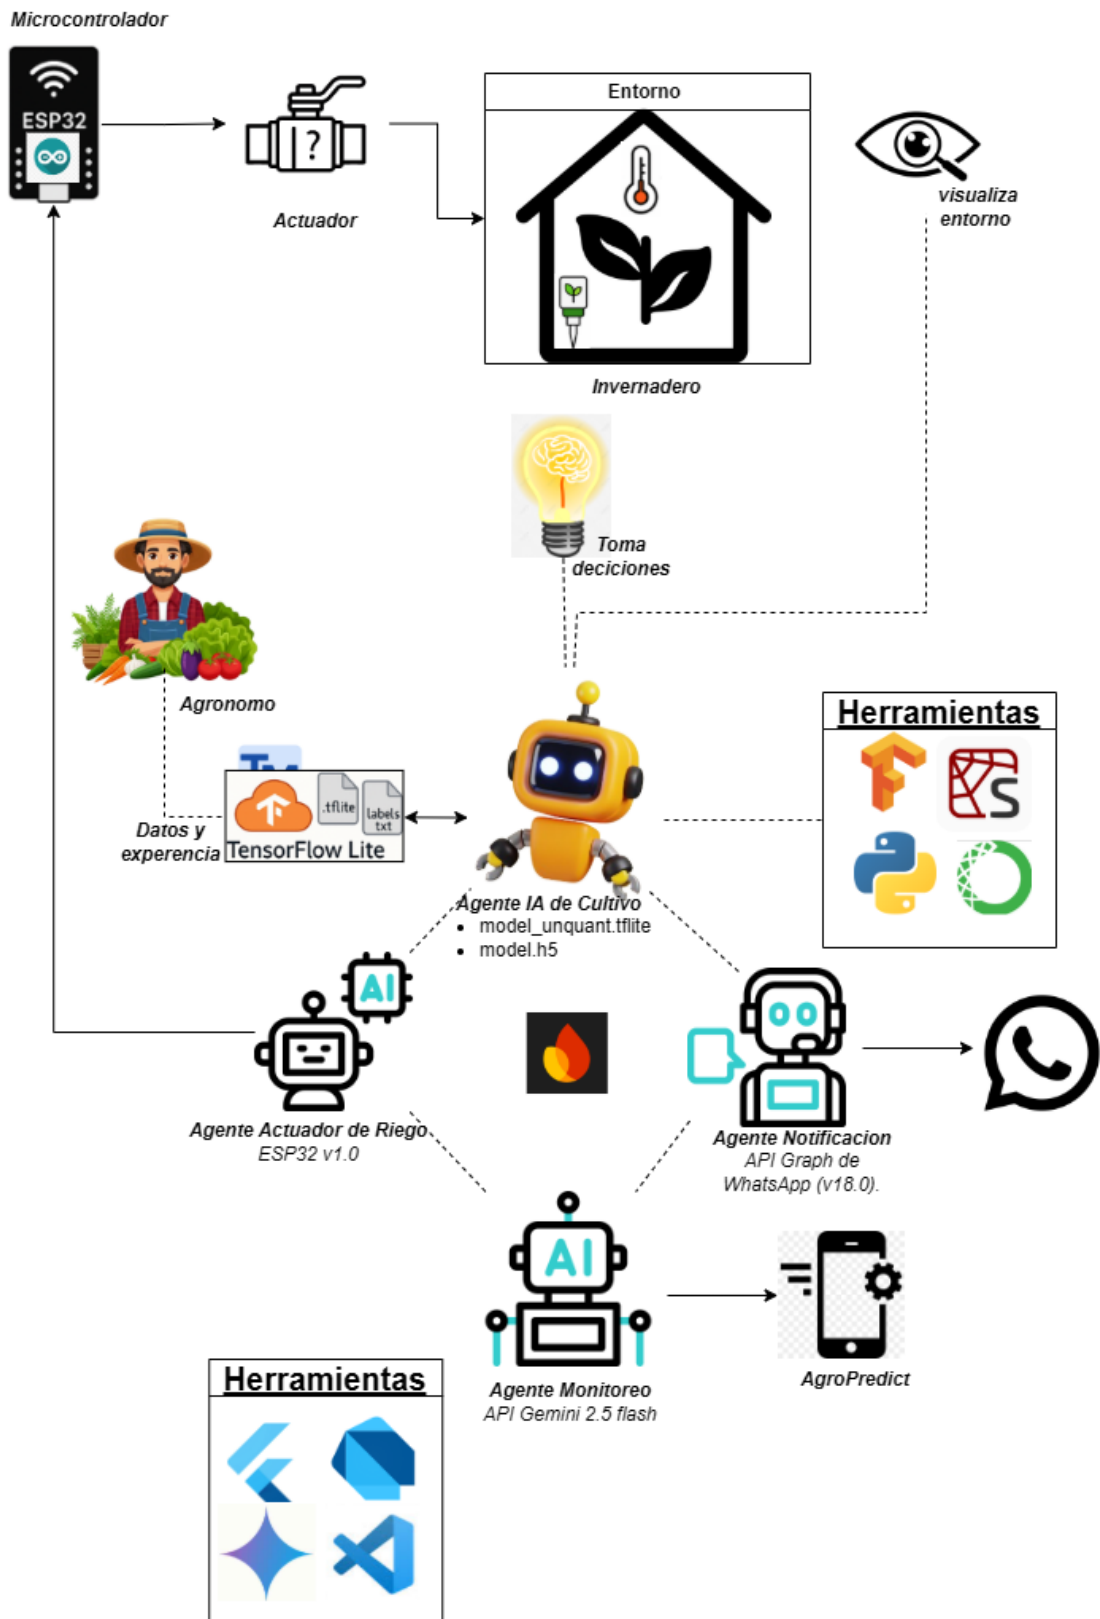 Microcontrolador
ESP32
?
Actuador
Entorno
Invernadero
visualiza
entorno
Toma
deciciones
Agronomo
Datos y
experencia
TM
.tflite
labels
txt
TensorFlow Lite
Herramientas
S
Agente IA de Cultivo
• model_unquant.tflite
• model.h5
AI
Agente Actuador de Riego
ESP32 v1.0
Agente Notificacion
API Graph de
WhatsApp (v18.0).
AI
Agente Monitoreo
API Gemini 2.5 flash
AgroPredict
Herramientas